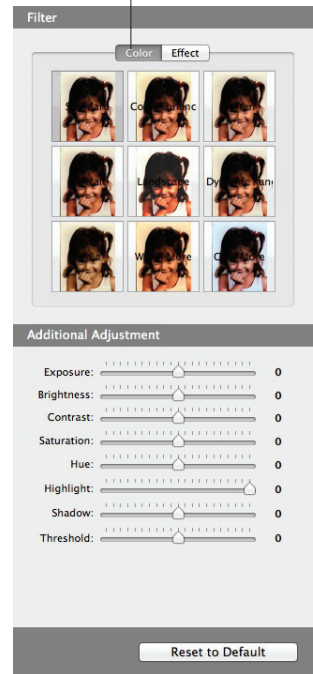 Filter
Color Effect
Landscape
Additional Adjustment
Exposure: 0
Brightness: 0
Contrast: 0
Saturation: 0
Hue: 0
Highlight: 0
Shadow: 0
Threshold: 0
Reset to Default